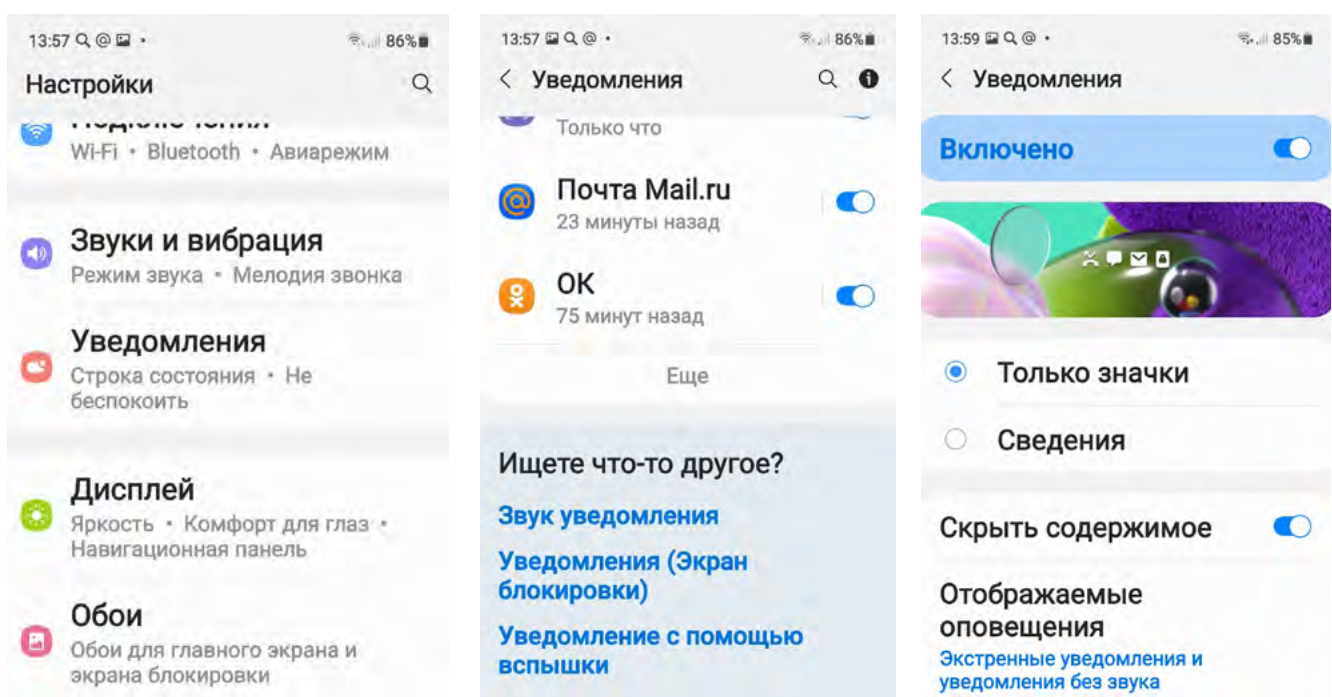 13:57
86%
Настройки
Подключения
Wi-Fi • Bluetooth • Авиарежим
Звуки и вибрация
Режим звука • Мелодия звонка
Уведомления
Строка состояния • Не
беспокоить
Дисплей
Яркость • Комфорт для глаз •
Навигационная панель
Обои
Обои для главного экрана и
экрана блокировки
13:57
86%
Уведомления
Только что
Почта Mail.ru
23 минуты назад
ОК
75 минут назад
Еще
Ищете что-то другое?
Звук уведомления
Уведомления (Экран
блокировки)
Уведомление с помощью
вспышки
13:59
85%
Уведомления
Включено
Только значки
Сведения
Скрыть содержимое
Отображаемые
оповещения
Экстренные уведомления и
уведомления без звука